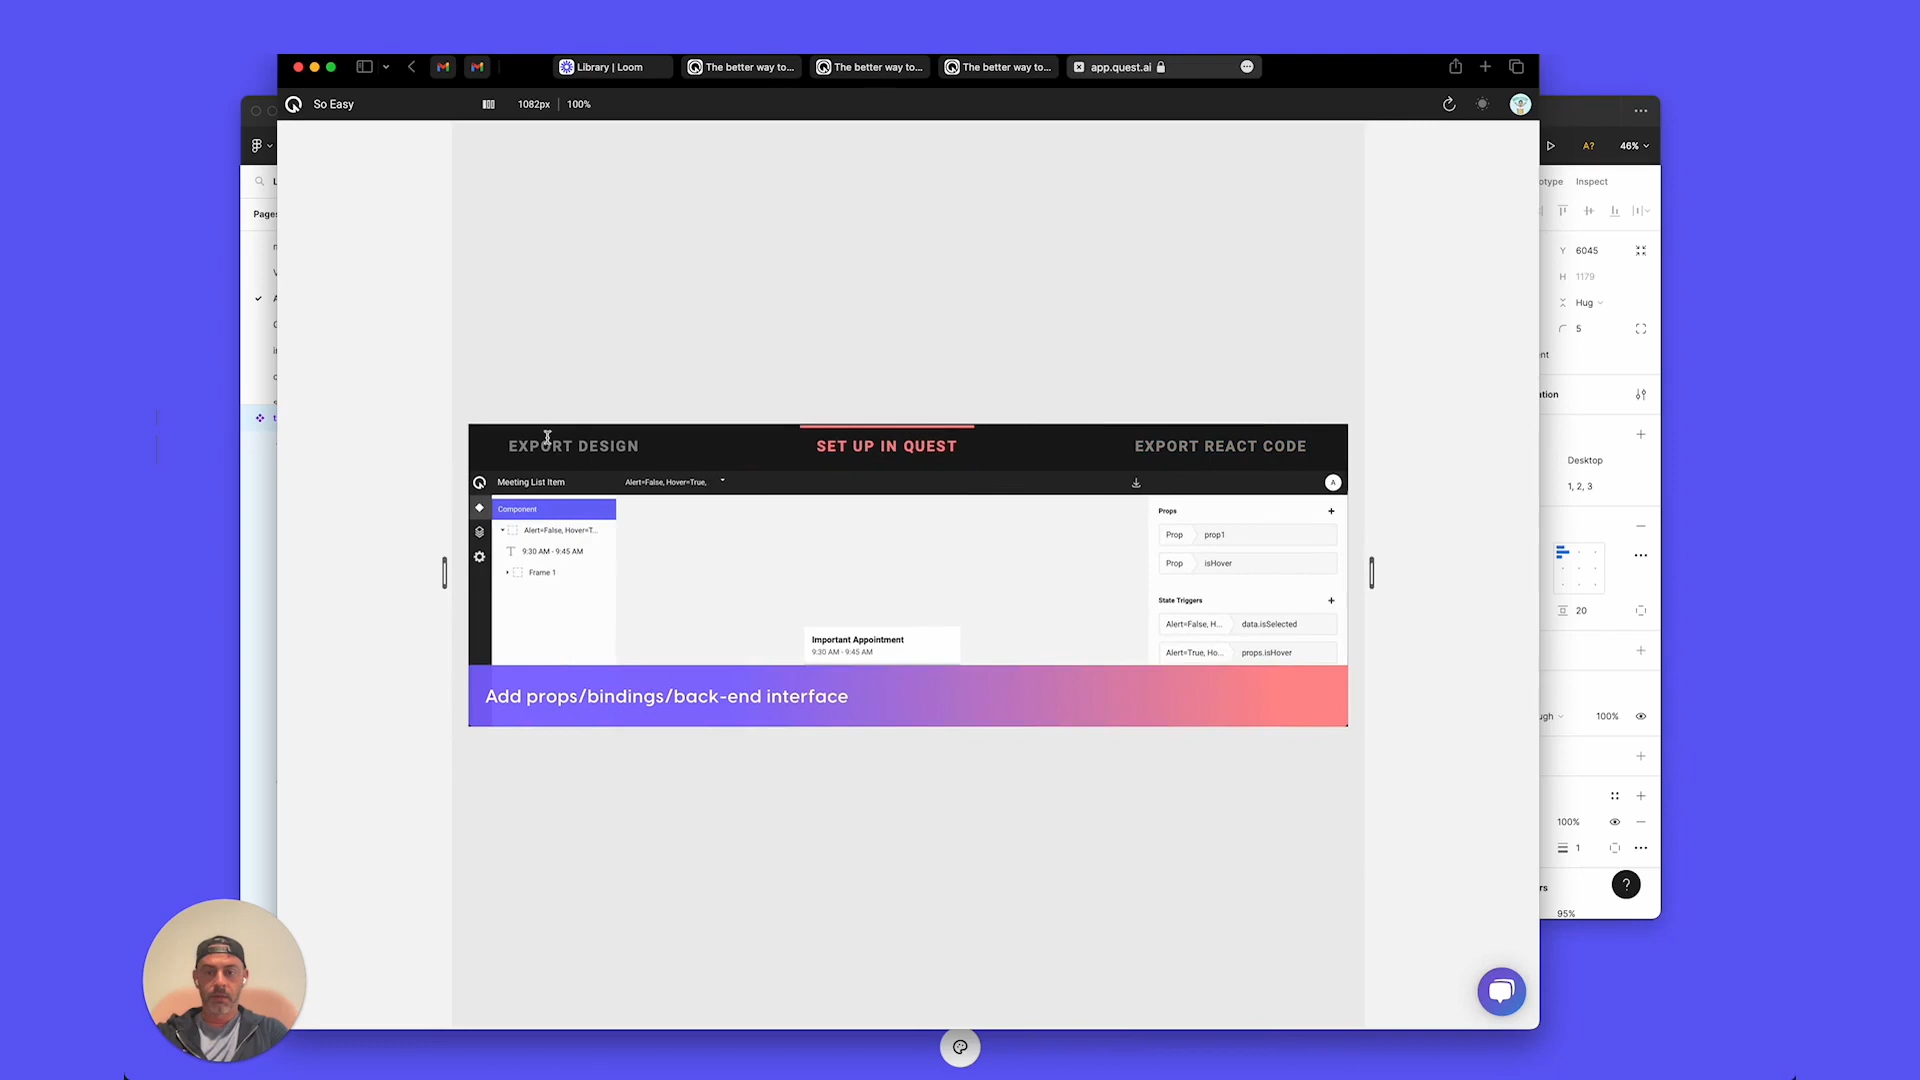 Library | Loom
The better way to...
The better way to...
The better way to...
app.quest.ai
So Easy
1082px
100%
A?
46%
Inspect
Pages
Y 6045
H 1179
Hug
5
EXPORT DESIGN
SET UP IN QUEST
EXPORT REACT CODE
Meeting List Item
Alert=False, Hover=True,
A
Component
Alert=False, Hover=T...
9:30 AM - 9:45 AM
Frame 1
Props
Prop prop1
Prop isHover
State Triggers
Alert=False, H... data.isSelected
Alert=True, Ho... props.isHover
Important Appointment
9:30 AM - 9:45 AM
Add props/bindings/back-end interface
Desktop
1, 2, 3
20
100%
100%
1
?
95%